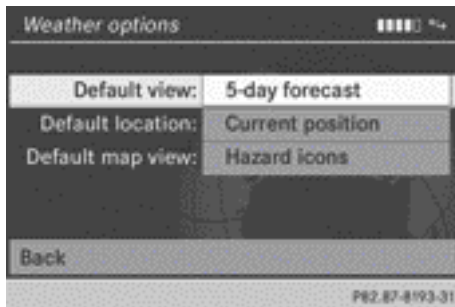 Weather options
Default view: 5-day forecast
Default location: Current position
Default map view: Hazard icons
Back
P82.87-8193-31